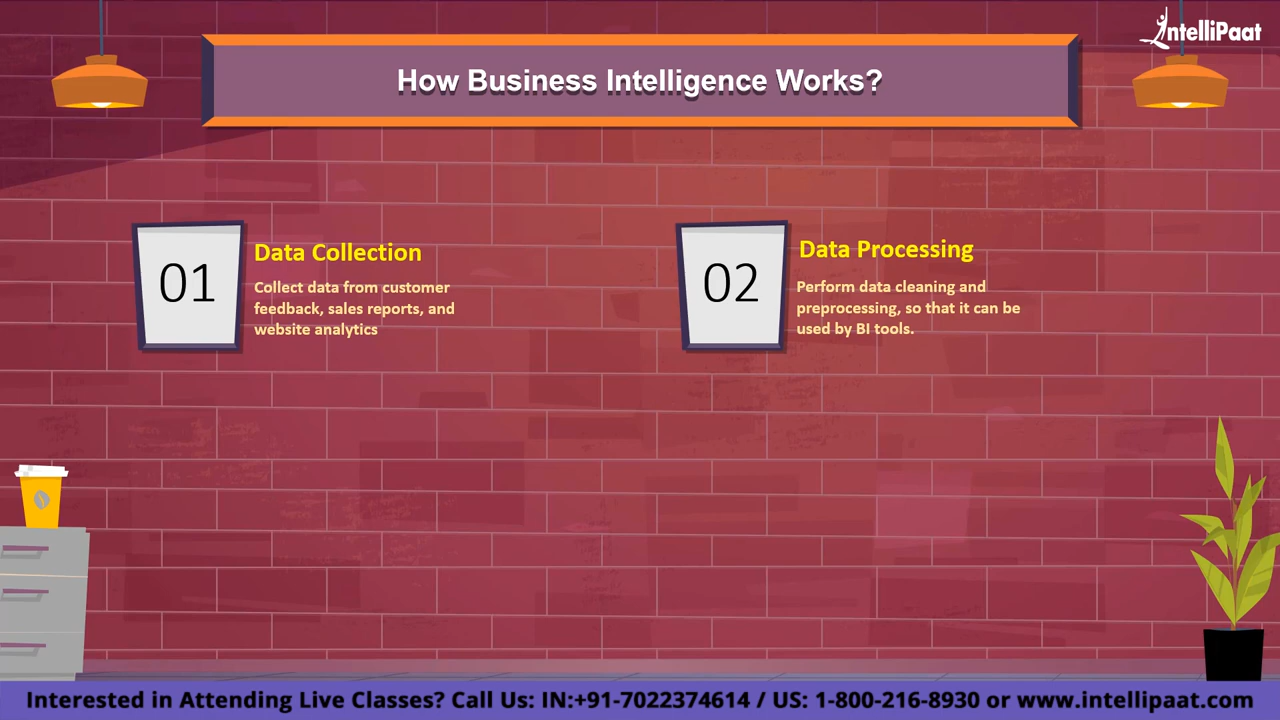 IntelliPaat
How Business Intelligence Works?
01
Data Collection
Collect data from customer
feedback, sales reports, and
website analytics
02
Data Processing
Perform data cleaning and
preprocessing, so that it can be
used by BI tools.
Interested in Attending Live Classes? Call Us: IN:+91-7022374614 / US: 1-800-216-8930 or www.intellipaat.com